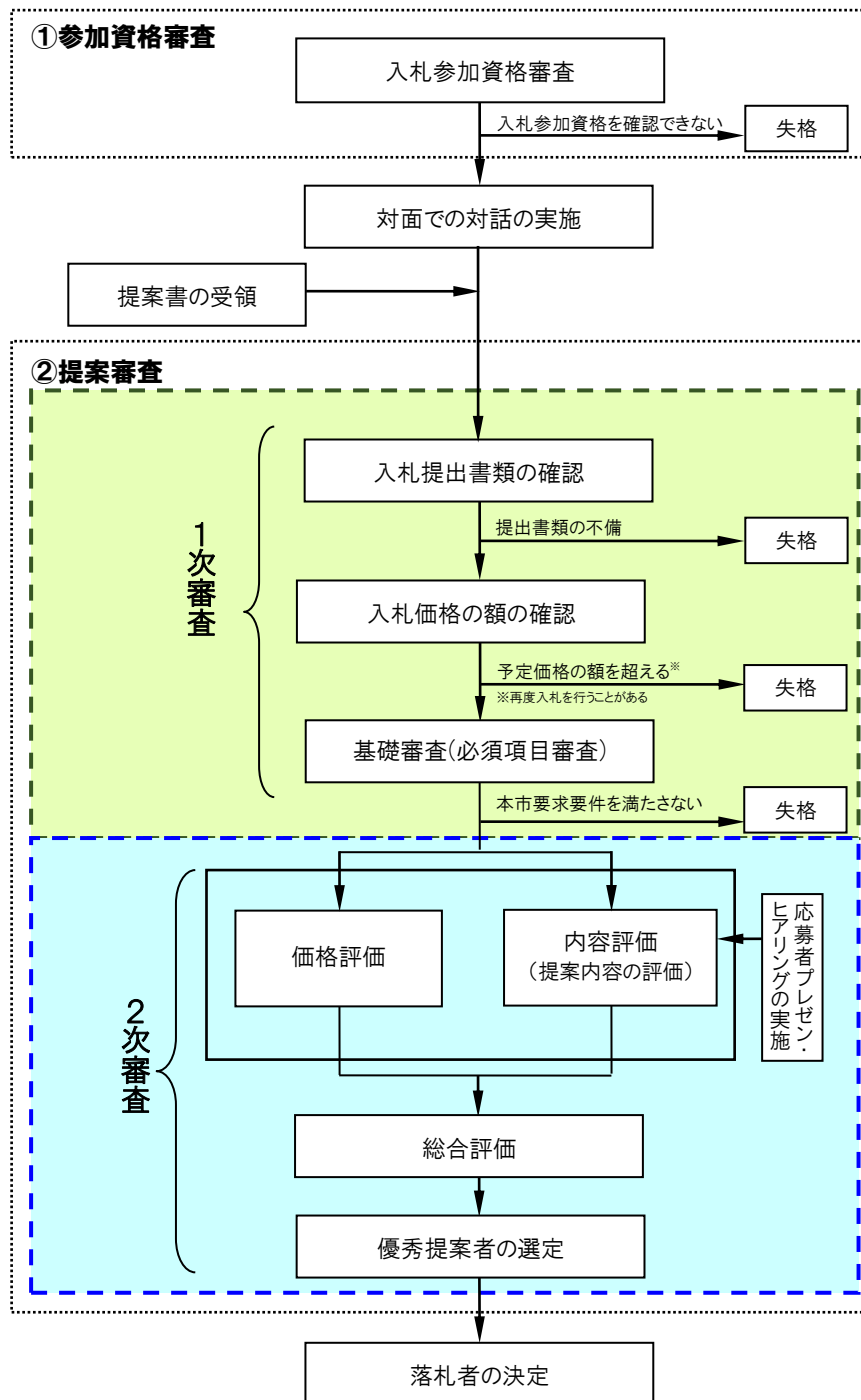 ①参加資格審査
入札参加資格審査
入札参加資格を確認できない
失格
対面での対話の実施
提案書の受領
②提案審査
1次審査
入札提出書類の確認
提出書類の不備
失格
入札価格の額の確認
予定価格の額を超える※
※再度入札を行うことがある
失格
基礎審査(必須項目審査)
本市要求要件を満たさない
失格
2次審査
価格評価
内容評価
(提案内容の評価)
応募者プレゼン・
ヒアリングの実施
総合評価
優秀提案者の選定
落札者の決定